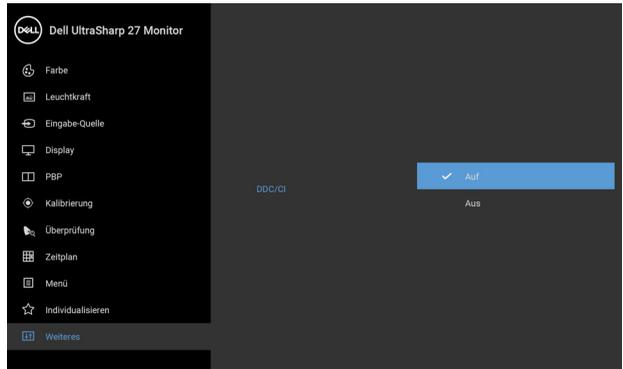 DELL Dell UltraSharp 27 Monitor
Farbe
Leuchtkraft
Eingabe-Quelle
Display
PBP
Kalibrierung
Überprüfung
Zeitplan
Menü
Individualisieren
Weiteres
DDC/CI
Auf
Aus